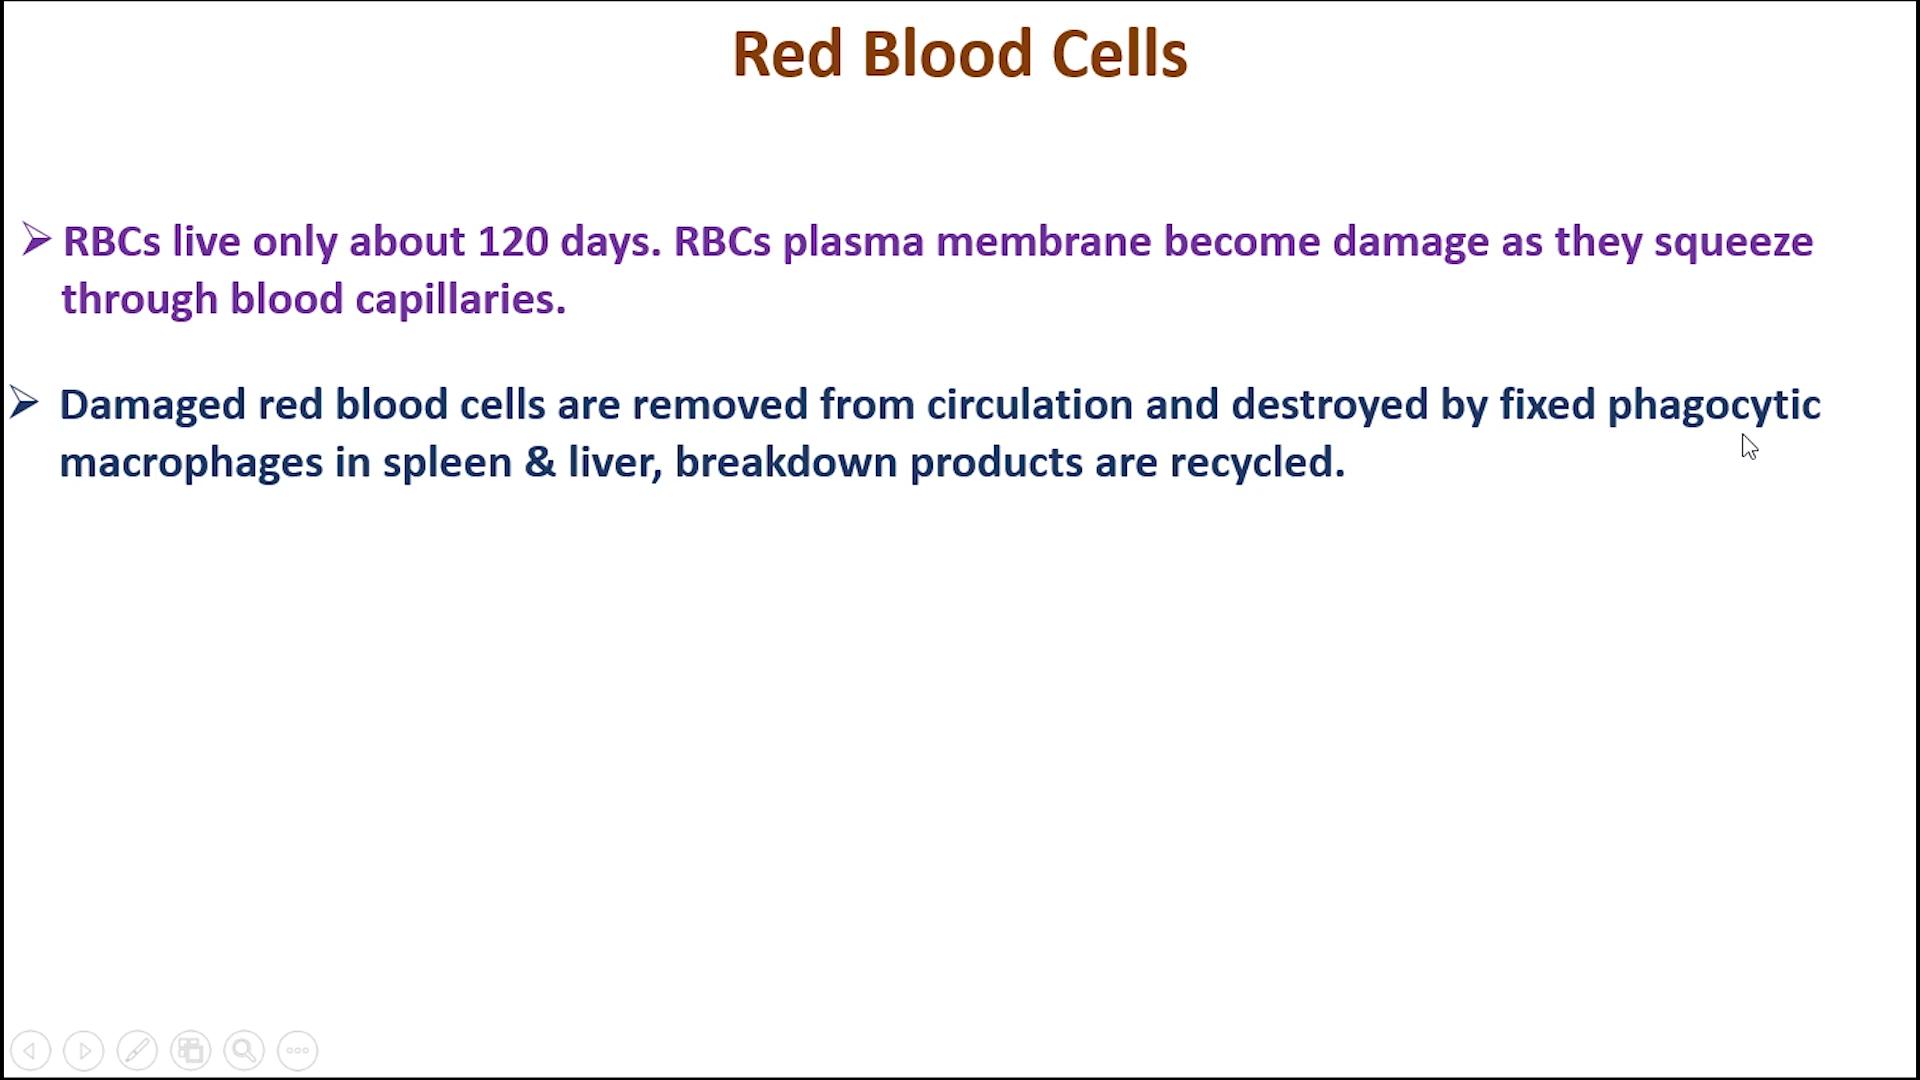 Red Blood Cells
➢ RBCs live only about 120 days. RBCs plasma membrane become damage as they squeeze
through blood capillaries.
➢ Damaged red blood cells are removed from circulation and destroyed by fixed phagocytic
macrophages in spleen & liver, breakdown products are recycled.